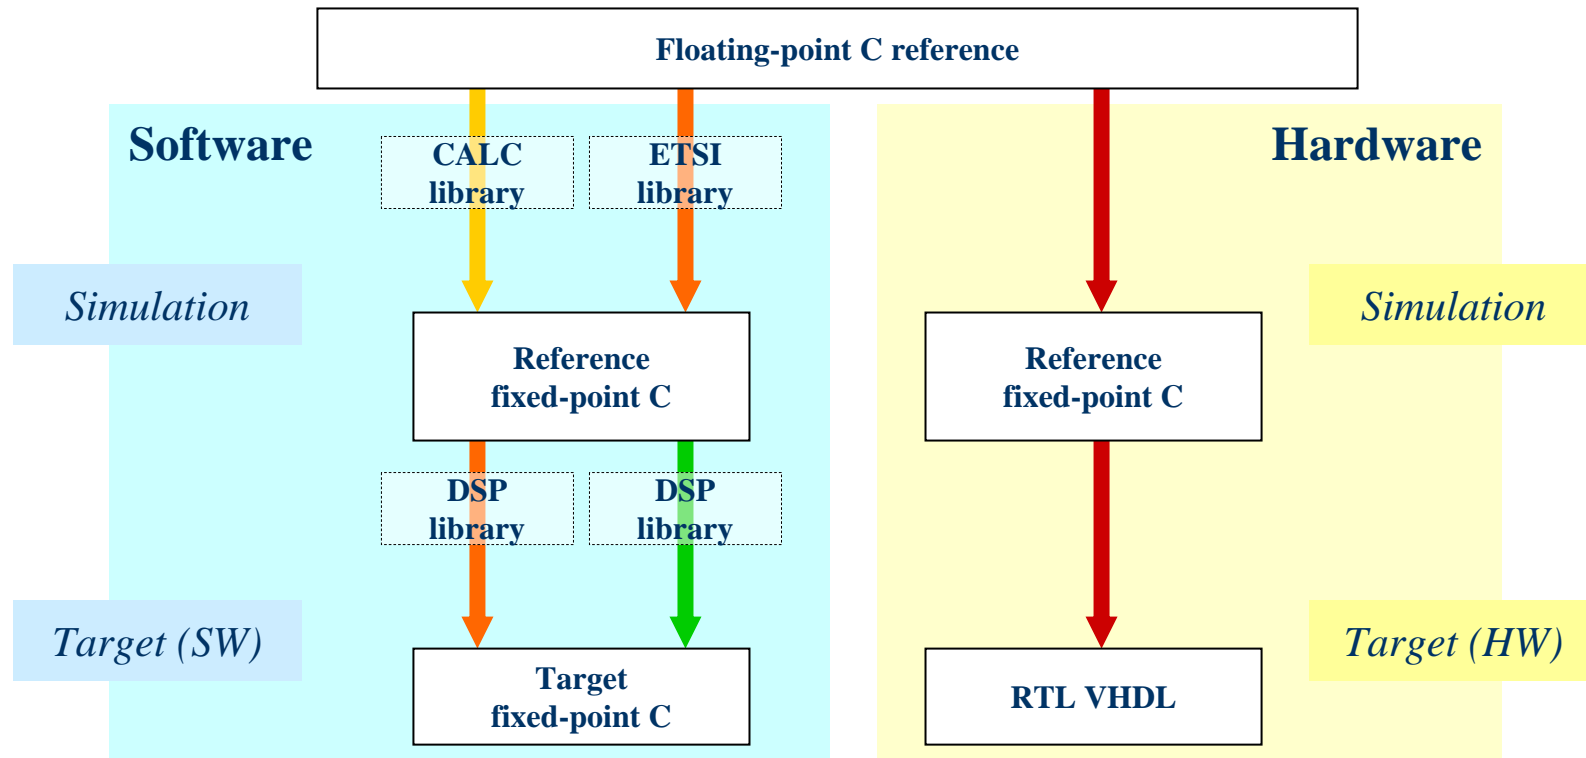 Floating-point C reference
Software
CALC
library
ETSI
library
Hardware
Simulation
Simulation
Reference
fixed-point C
Reference
fixed-point C
DSP
library
DSP
library
Target (SW)
Target (HW)
Target
fixed-point C
RTL VHDL